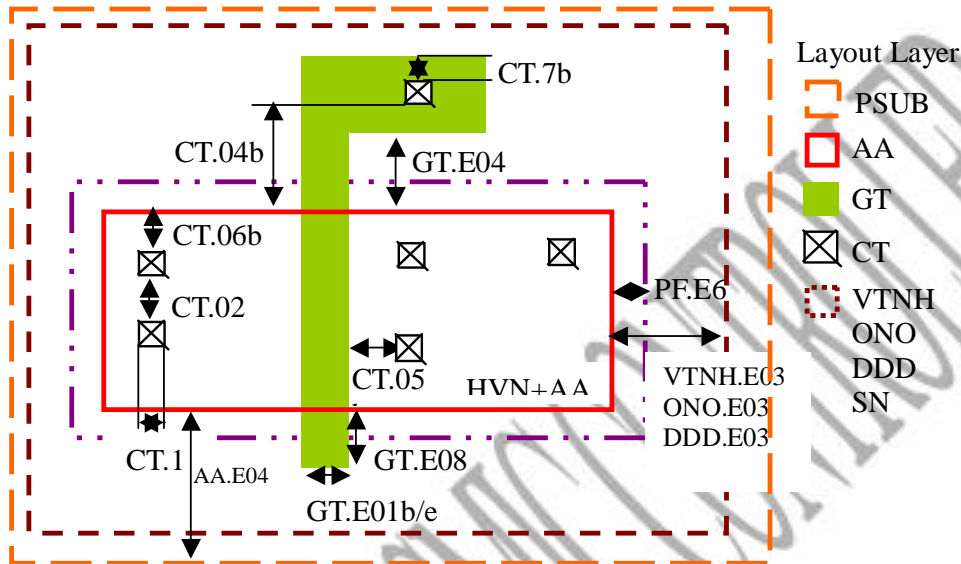 CT.7b
Layout Layer
PSUB
CT.04b
GT.E04
AA
GT
CT.06b
CT
CT.02
PF.E6
VTNH
ONO
DDD
SN
CT.05
HVN+AA
VTNH.E03
ONO.E03
DDD.E03
CT.1
AA.E04
GT.E08
GT.E01b/e